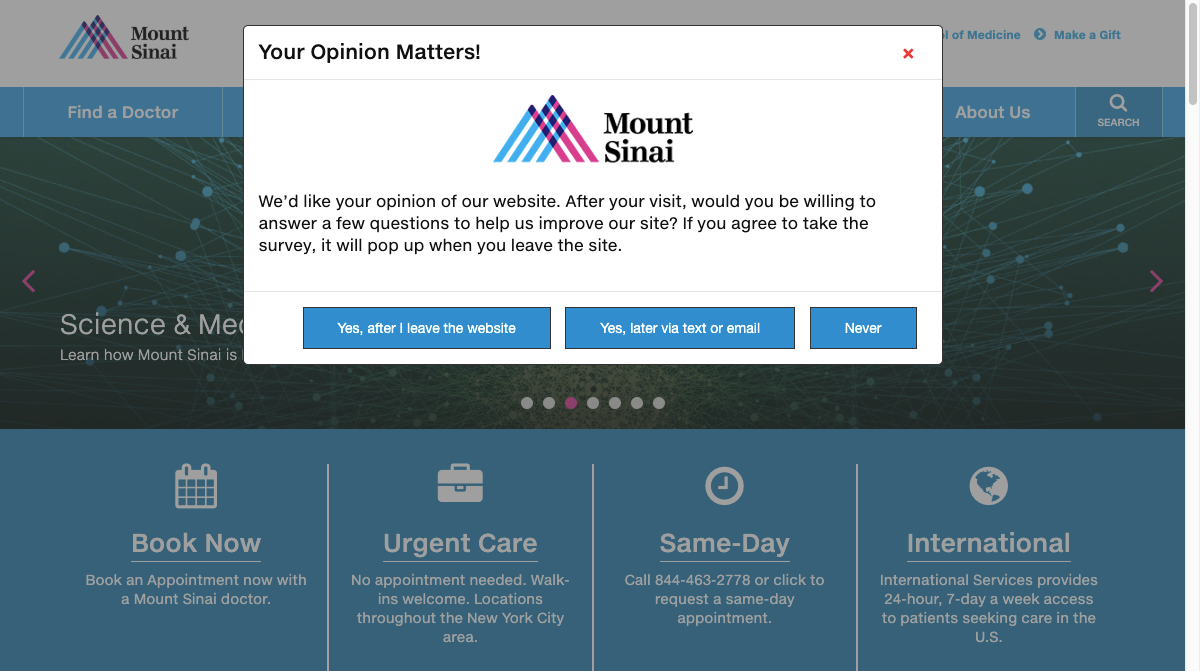 Mount
Sinai
l of Medicine
Make a Gift
Find a Doctor
About Us
SEARCH
Your Opinion Matters!
Mount
Sinai
We'd like your opinion of our website. After your visit, would you be willing to
answer a few questions to help us improve our site? If you agree to take the
survey, it will pop up when you leave the site.
Yes, after I leave the website
Yes, later via text or email
Never
Science & Me
Learn how Mount Sinai is
Book Now
Book an Appointment now with
a Mount Sinai doctor.
Urgent Care
No appointment needed. Walk-
ins welcome. Locations
throughout the New York City
area.
Same-Day
Call 844-463-2778 or click to
request a same-day
appointment.
International
International Services provides
24-hour, 7-day a week access
to patients seeking care in the
U.S.